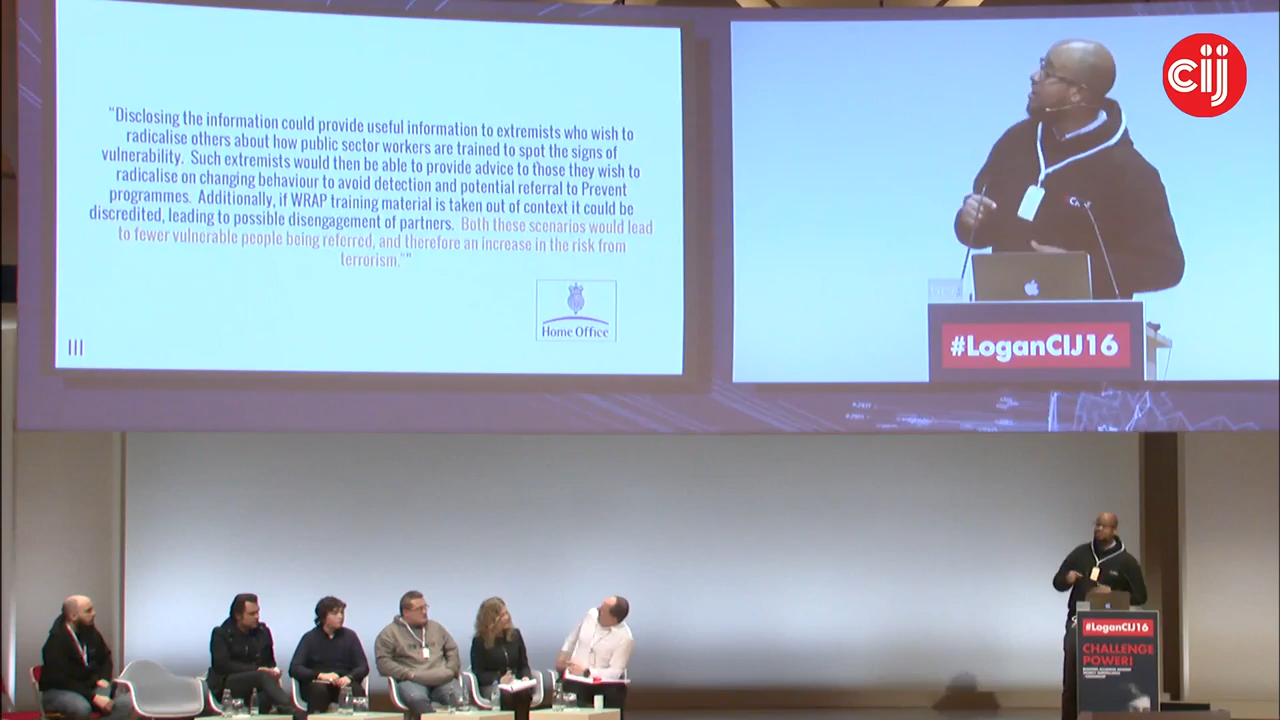 "Disclosing the information could provide useful information to extremists who wish to
radicalise others about how public sector workers are trained to spot the signs of
vulnerability. Such extremists would then be able to provide advice to those they wish to
radicalise on changing behaviour to avoid detection and potential referral to Prevent
programmes. Additionally, if WRAP training material is taken out of context it could be
discredited, leading to possible disengagement of partners. Both these scenarios would lead
to fewer vulnerable people being referred, and therefore an increase in the risk from
terrorism.""
Home Office
III
cij
#LoganCIJ16
#LoganCIJ16
CHALLENGE
POWER!